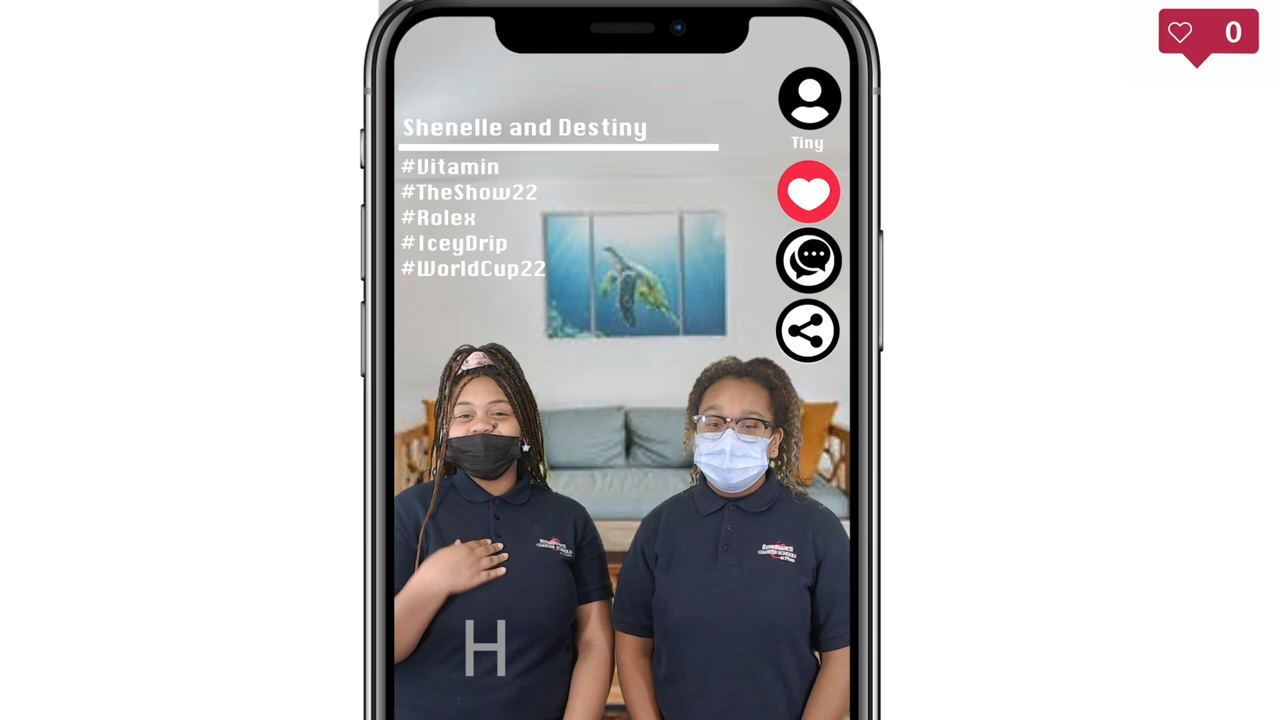 0
Shenelle and Destiny
Tiny
#Vitamin
#TheShow22
#Rolex
#IceyDrip
#WorldCup22
H